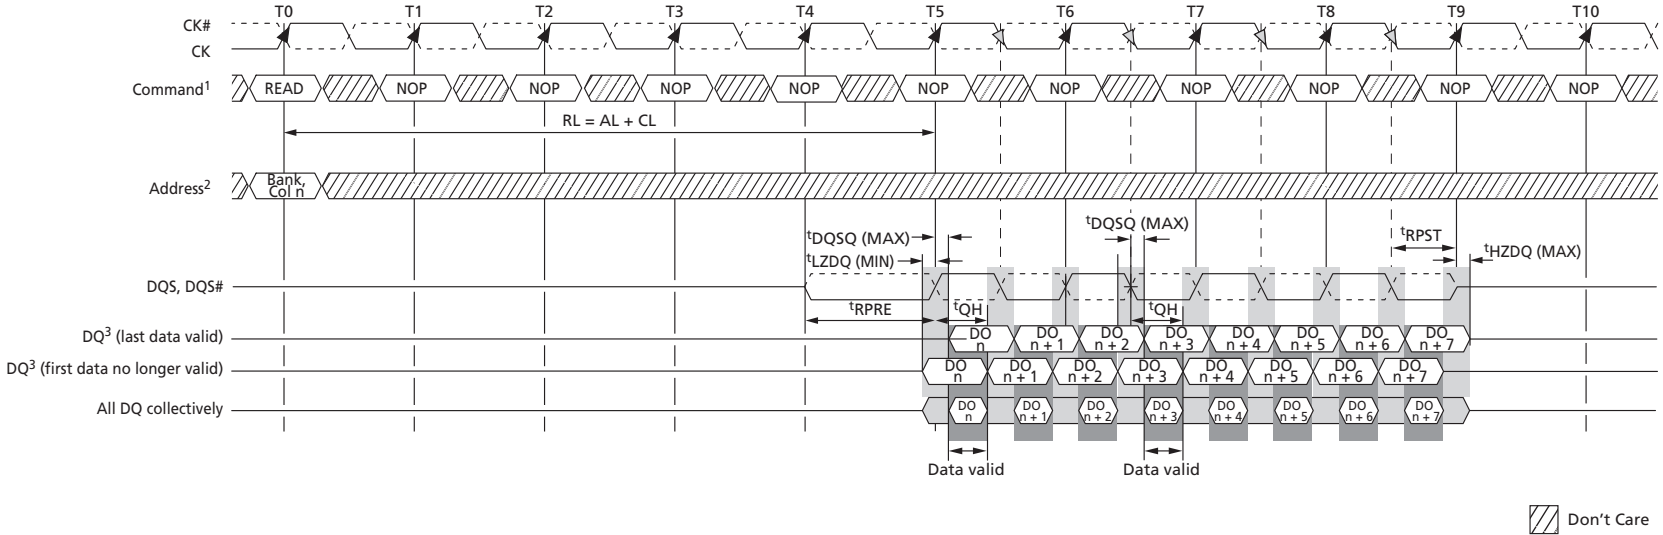 T0 T1 T2 T3 T4 T5 T6 T7 T8 T9 T10
CK#
CK
Command1 READ NOP NOP NOP NOP NOP NOP NOP NOP NOP NOP
RL = AL + CL
Address2 Bank,
Col n
tDQSQ (MAX) tDQSQ (MAX) tRPST
tLZDQ (MIN) tHZDQ (MAX)
DQS, DQS#
tRPRE tQH tQH
DQ3 (last data valid) DO n DO n + 1 DO n + 2 DO n + 3 DO n + 4 DO n + 5 DO n + 6 DO n + 7
DQ3 (first data no longer valid) DO n DO n + 1 DO n + 2 DO n + 3 DO n + 4 DO n + 5 DO n + 6 DO n + 7
All DQ collectively DO n DO n + 1 DO n + 2 DO n + 3 DO n + 4 DO n + 5 DO n + 6 DO n + 7
Data valid Data valid
Don't Care